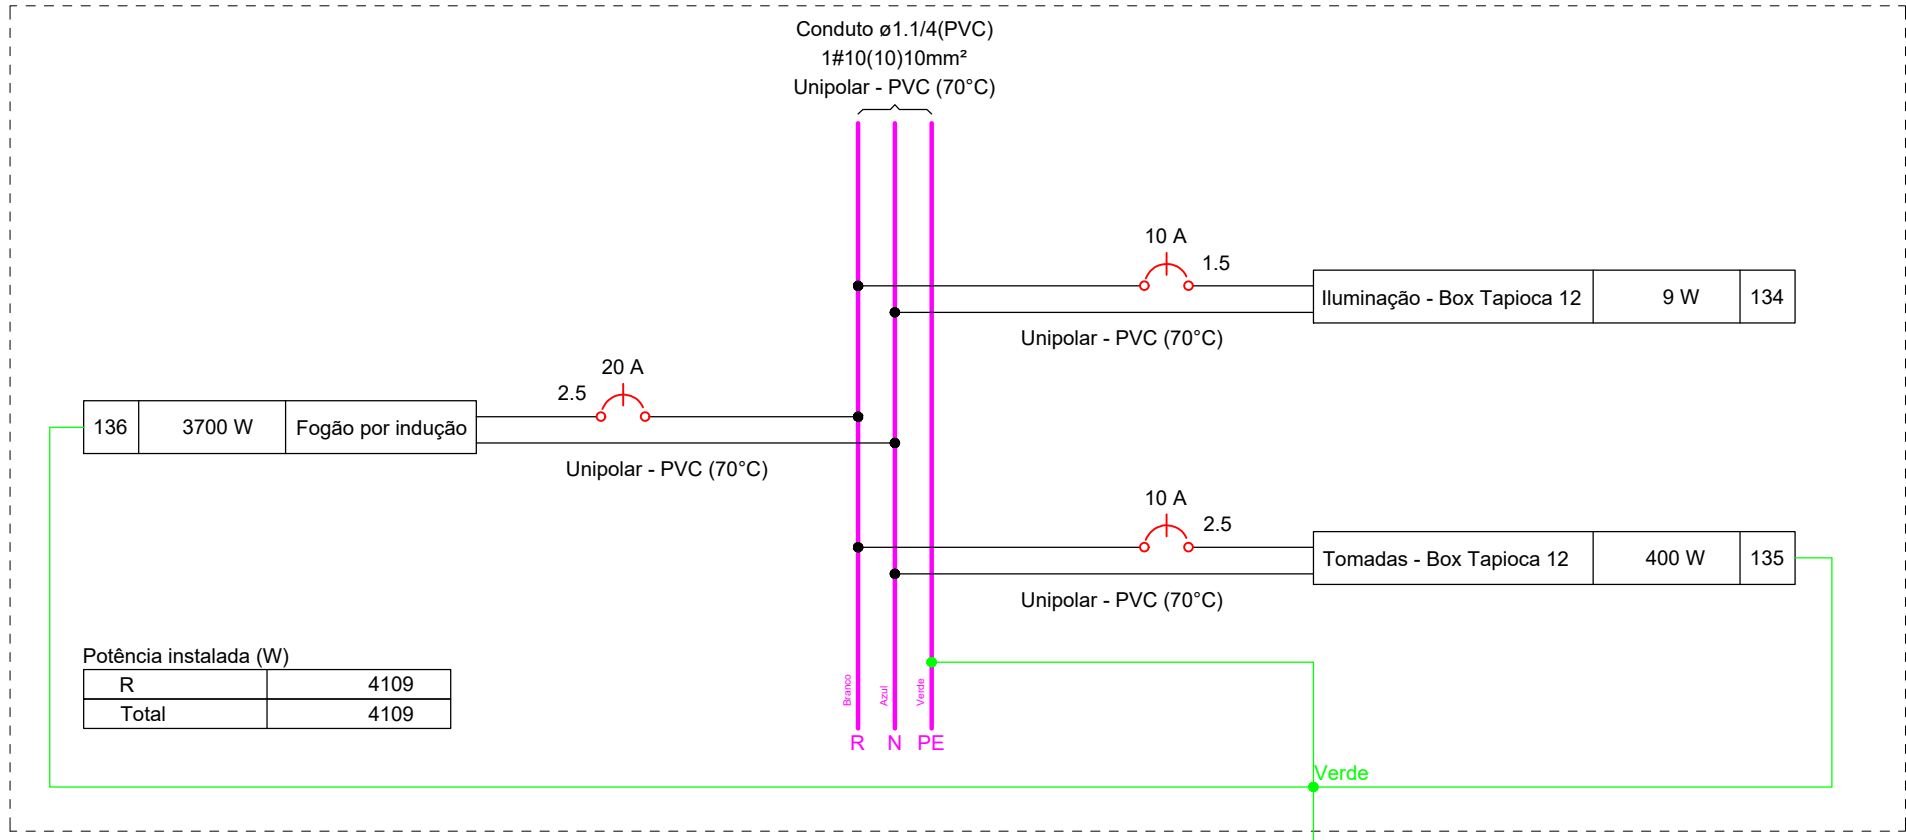 Conduto ø1.1/4(PVC)
1#10(10)10mm²
Unipolar - PVC (70°C)
10 A
1.5
Iluminação - Box Tapioca 12 9 W 134
Unipolar - PVC (70°C)
20 A
2.5
136 3700 W Fogão por indução
Unipolar - PVC (70°C)
10 A
2.5
Tomadas - Box Tapioca 12 400 W 135
Unipolar - PVC (70°C)
Potência instalada (W)
R 4109
Total 4109
Branco
Azul
Verde
R N PE
Verde